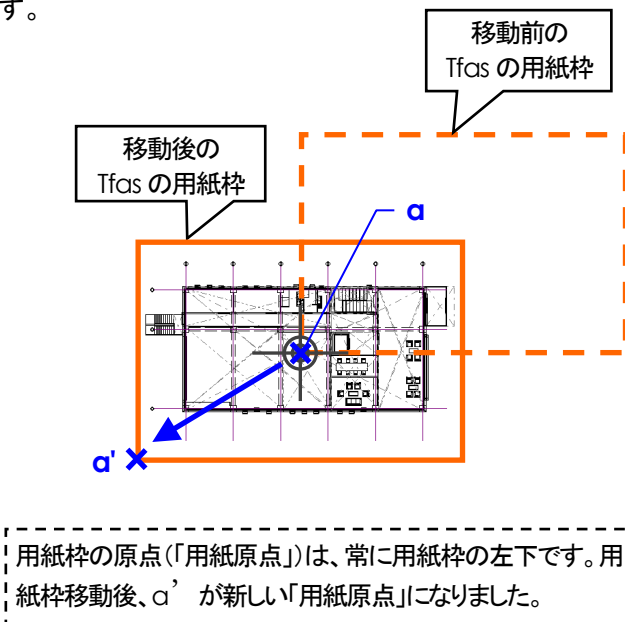 す。
移動前の
Tfas の用紙枠
移動後の
Tfas の用紙枠
a
a'
用紙枠の原点(「用紙原点」)は、常に用紙枠の左下です。用
紙枠移動後、a’が新しい「用紙原点」になりました。